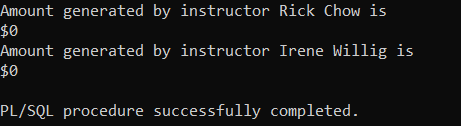 Amount generated by instructor Rick Chow is
$0
Amount generated by instructor Irene Willig is
$0
PL/SQL procedure successfully completed.